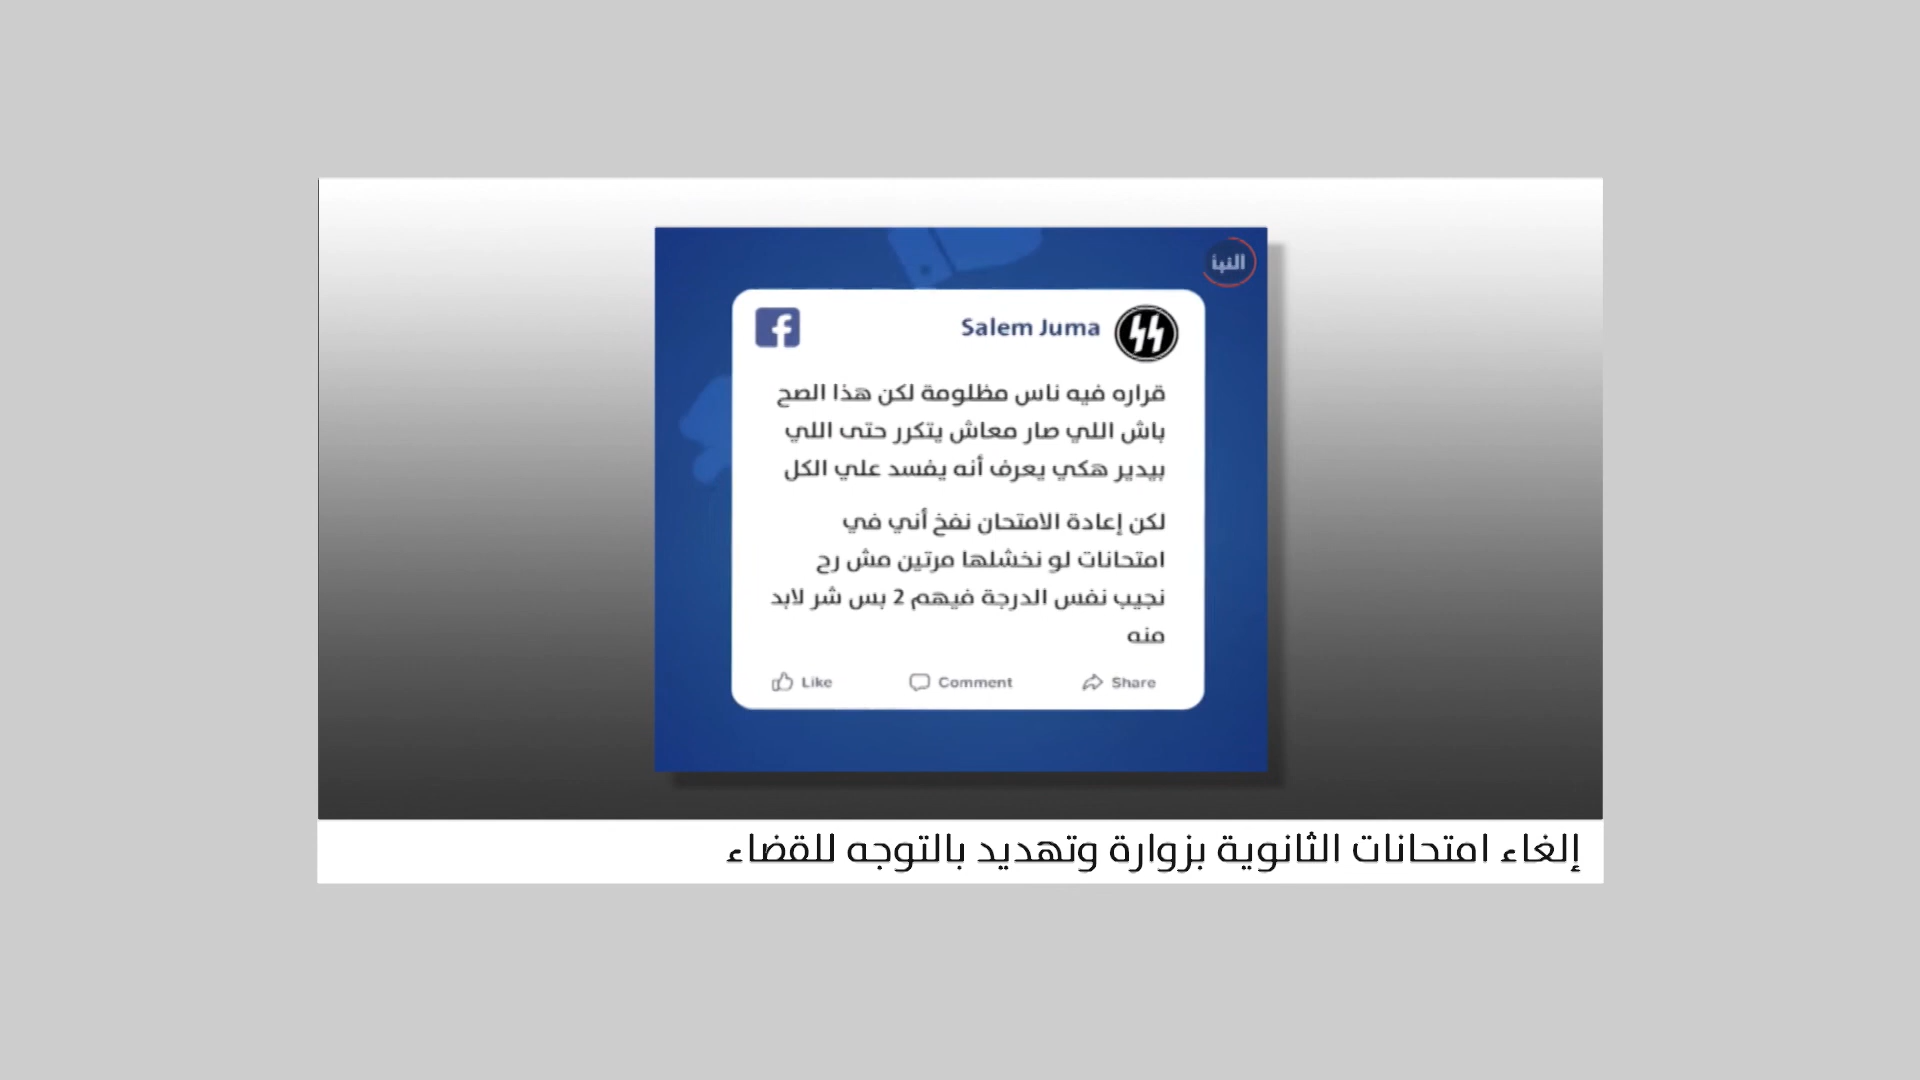 النبأ
Salem Juma
قراره فيه ناس مظلومة لكن هذا الصح
باش اللي صار معاش يتكرر حتى اللي
بيدير هكي يعرف أنه يفسد علي الكل
لكن إعادة الامتحان نفخ أني في
امتحانات لو نخشلها مرتين مش رح
نجيب نفس الدرجة فيهم 2 بس شر لابد
منه
Like Comment Share
إلغاء امتحانات الثانوية بزوارة وتهديد بالتوجه للقضاء